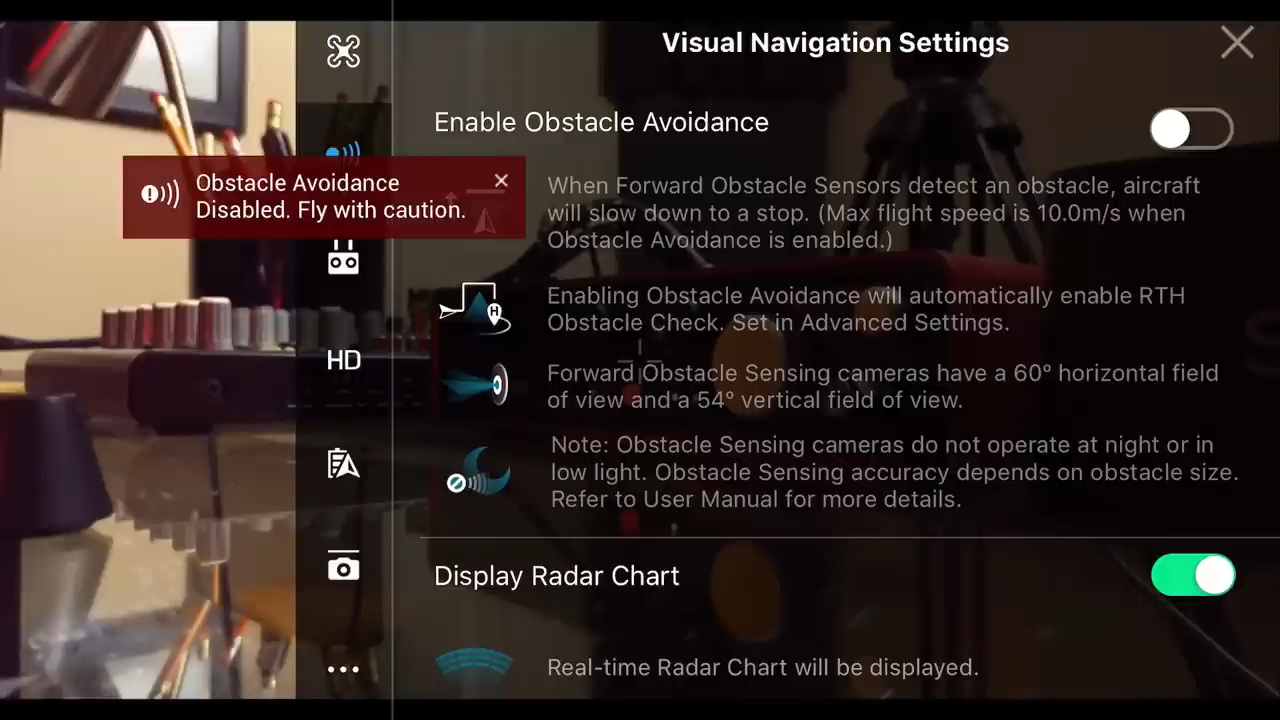 Visual Navigation Settings
Enable Obstacle Avoidance
Obstacle Avoidance
Disabled. Fly with caution.
When Forward Obstacle Sensors detect an obstacle, aircraft
will slow down to a stop. (Max flight speed is 10.0m/s when
Obstacle Avoidance is enabled.)
H
Enabling Obstacle Avoidance will automatically enable RTH
Obstacle Check. Set in Advanced Settings.
HD
Forward Obstacle Sensing cameras have a 60° horizontal field
of view and a 54° vertical field of view.
Note: Obstacle Sensing cameras do not operate at night or in
low light. Obstacle Sensing accuracy depends on obstacle size.
Refer to User Manual for more details.
Display Radar Chart
Real-time Radar Chart will be displayed.